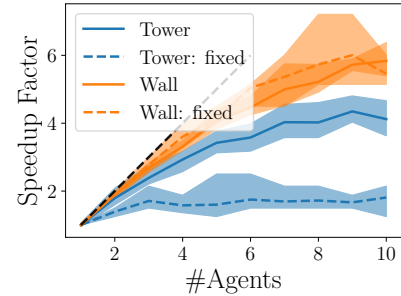 Tower
Tower: fixed
Wall
Wall: fixed
Speedup Factor
6
4
2
2
4
6
8
10
#Agents